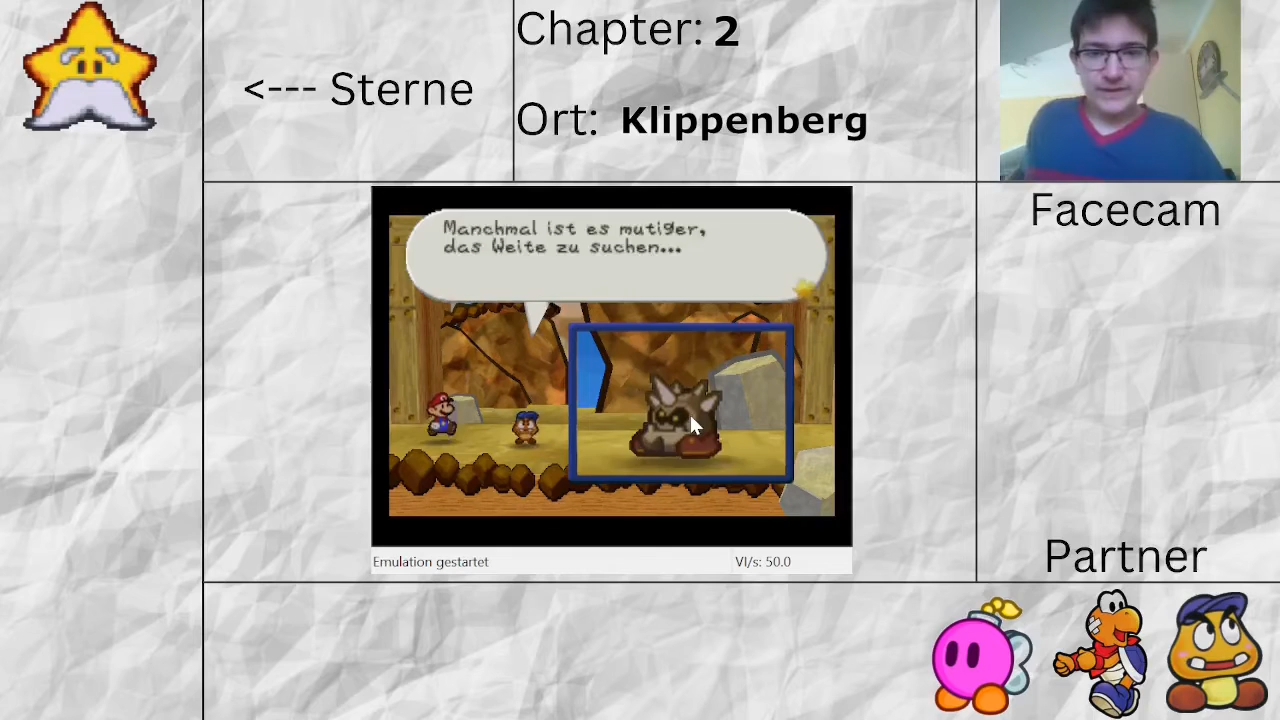 <--- Sterne
Chapter: 2
Ort: Klippenberg
Facecam
Manchmal ist es mutiger,
das Weite zu suchen...
Emulation gestartet
VI/s: 50.0
Partner